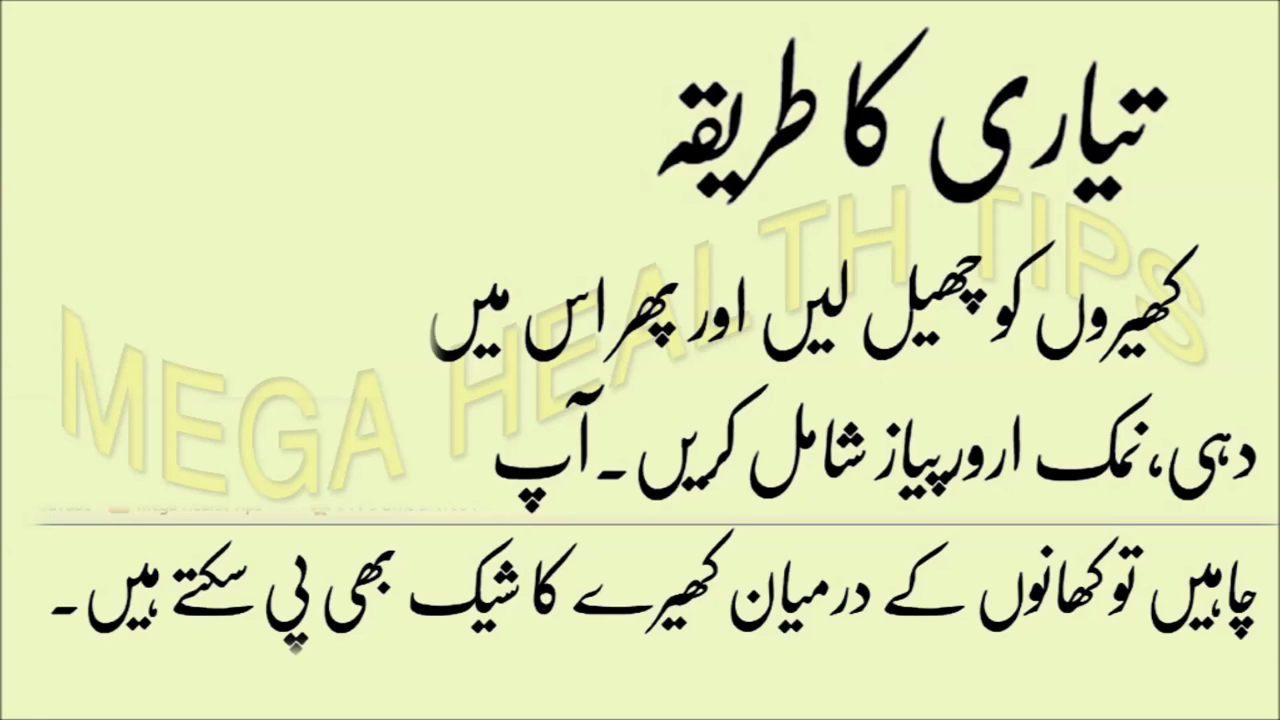 تیاری کا طریقہ
MEGA HEALTH TIPS
کھیروں کو چھیل لیں اور پھر اس میں
دہی، نمک ارورپیاز شامل کریں۔ آپ
چاہیں تو کھانوں کے درمیان کھیرے کا شیک بھی پی سکتے ہیں۔